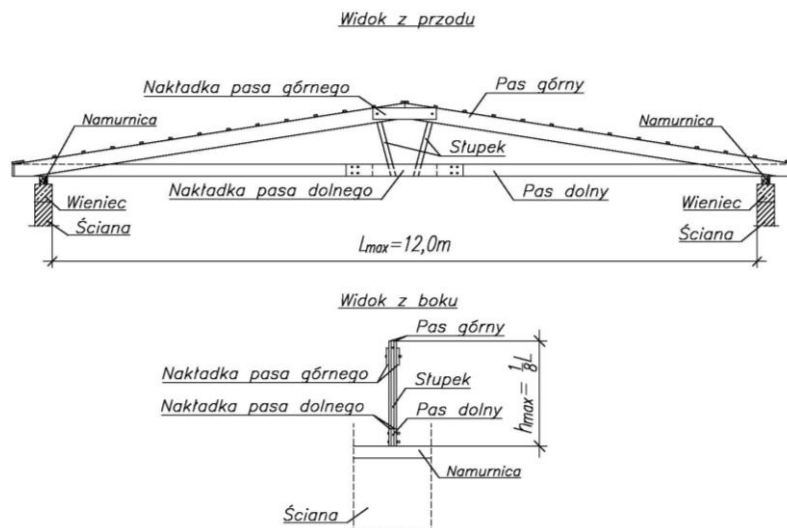 Widok z przodu
Nakładka pasa górnego
Pas górny
Namurnica
Namurnica
Słupek
Nakładka pasa dolnego
Pas dolny
Wieniec
Wieniec
Ściana
Ściana
Lmax=12,0m
Widok z boku
Pas górny
Nakładka pasa górnego
Słupek
Nakładka pasa dolnego
Pas dolny
hmax= 1/8 L
Namurnica
Ściana